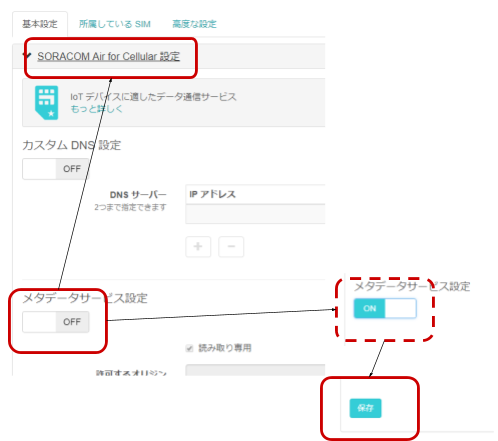 基本設定 所属している SIM 高度な設定
SORACOM Air for Cellular 設定
IoT デバイスに適したデータ通信サービス
もっと詳しく
カスタム DNS 設定
OFF
DNS サーバー IP アドレス
2つまで指定できます
+ −
メタデータサービス設定
OFF
読み取り専用
許可するオリジン
メタデータサービス設定
ON
保存